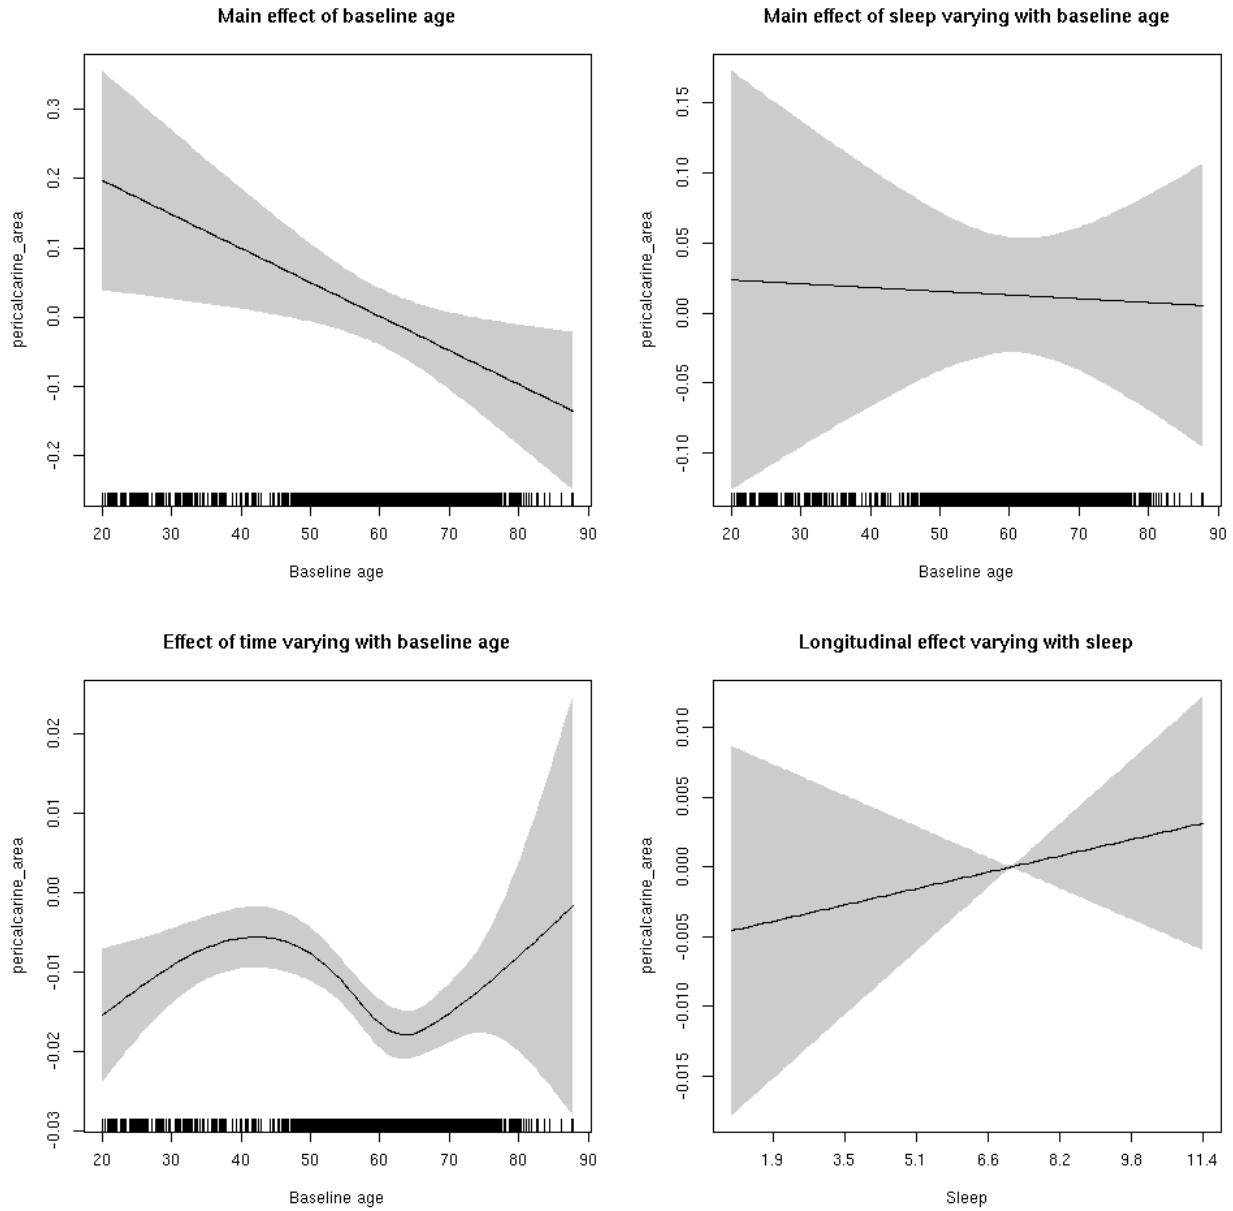 Main effect of baseline age
pericalcarine_area
0.3
0.2
0.1
0.0
-0.1
-0.2
20 30 40 50 60 70 80 90
Baseline age
Main effect of sleep varying with baseline age
pericalcarine_area
0.15
0.10
0.05
0.00
-0.05
-0.10
20 30 40 50 60 70 80 90
Baseline age
Effect of time varying with baseline age
pericalcarine_area
0.02
0.01
0.00
-0.01
-0.02
-0.03
20 30 40 50 60 70 80 90
Baseline age
Longitudinal effect varying with sleep
pericalcarine_area
0.010
0.005
0.000
-0.005
-0.010
-0.015
1.9 3.5 5.1 6.6 8.2 9.8 11.4
Sleep